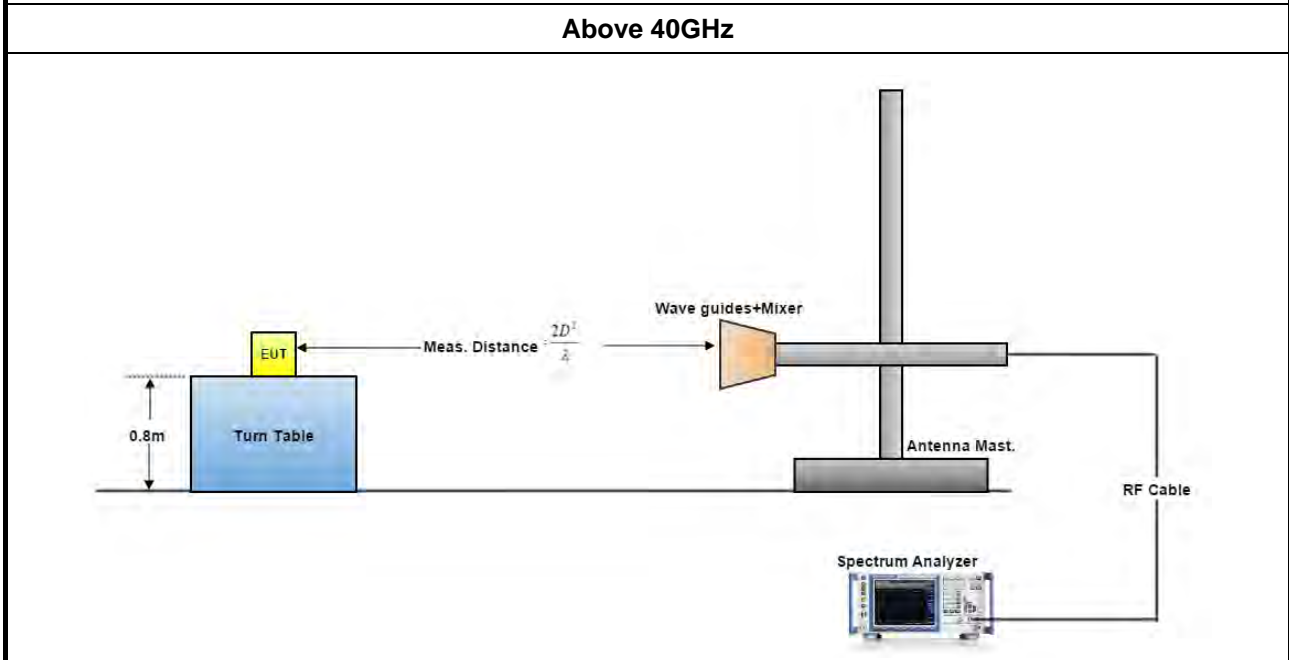 Above 40GHz
Wave guides+Mixer
EUT
Meas. Distance : 2D²/λ
0.8m
Turn Table
Antenna Mast.
RF Cable
Spectrum Analyzer